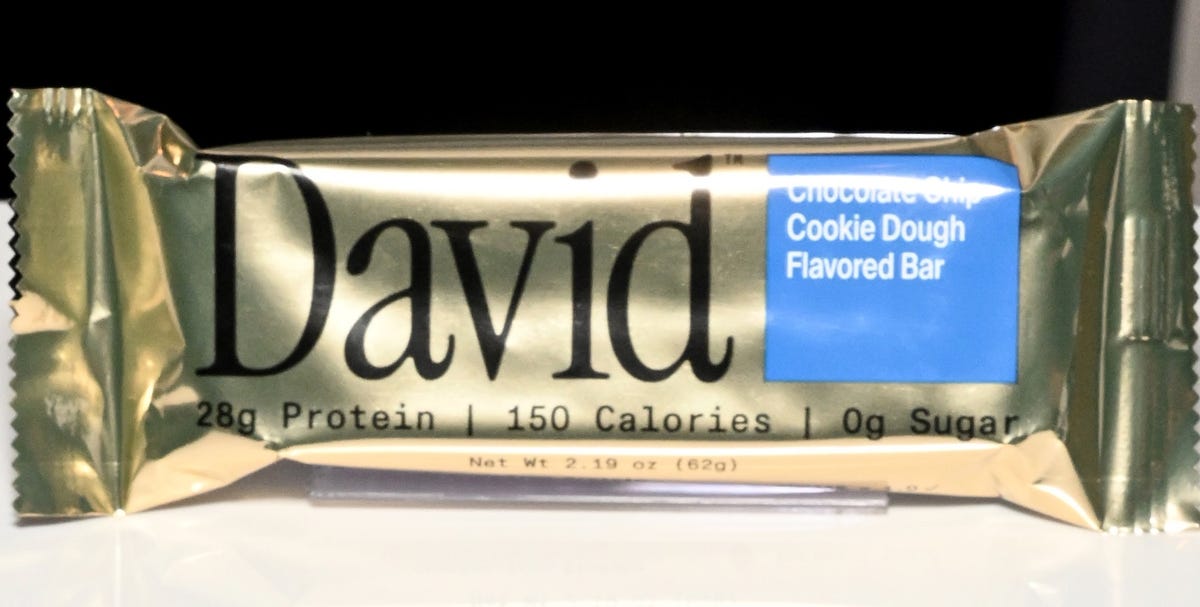 David™
Chocolate Chip
Cookie Dough
Flavored Bar
28g Protein | 150 Calories | 0g Sugar
Net Wt 2.19 oz (62g)